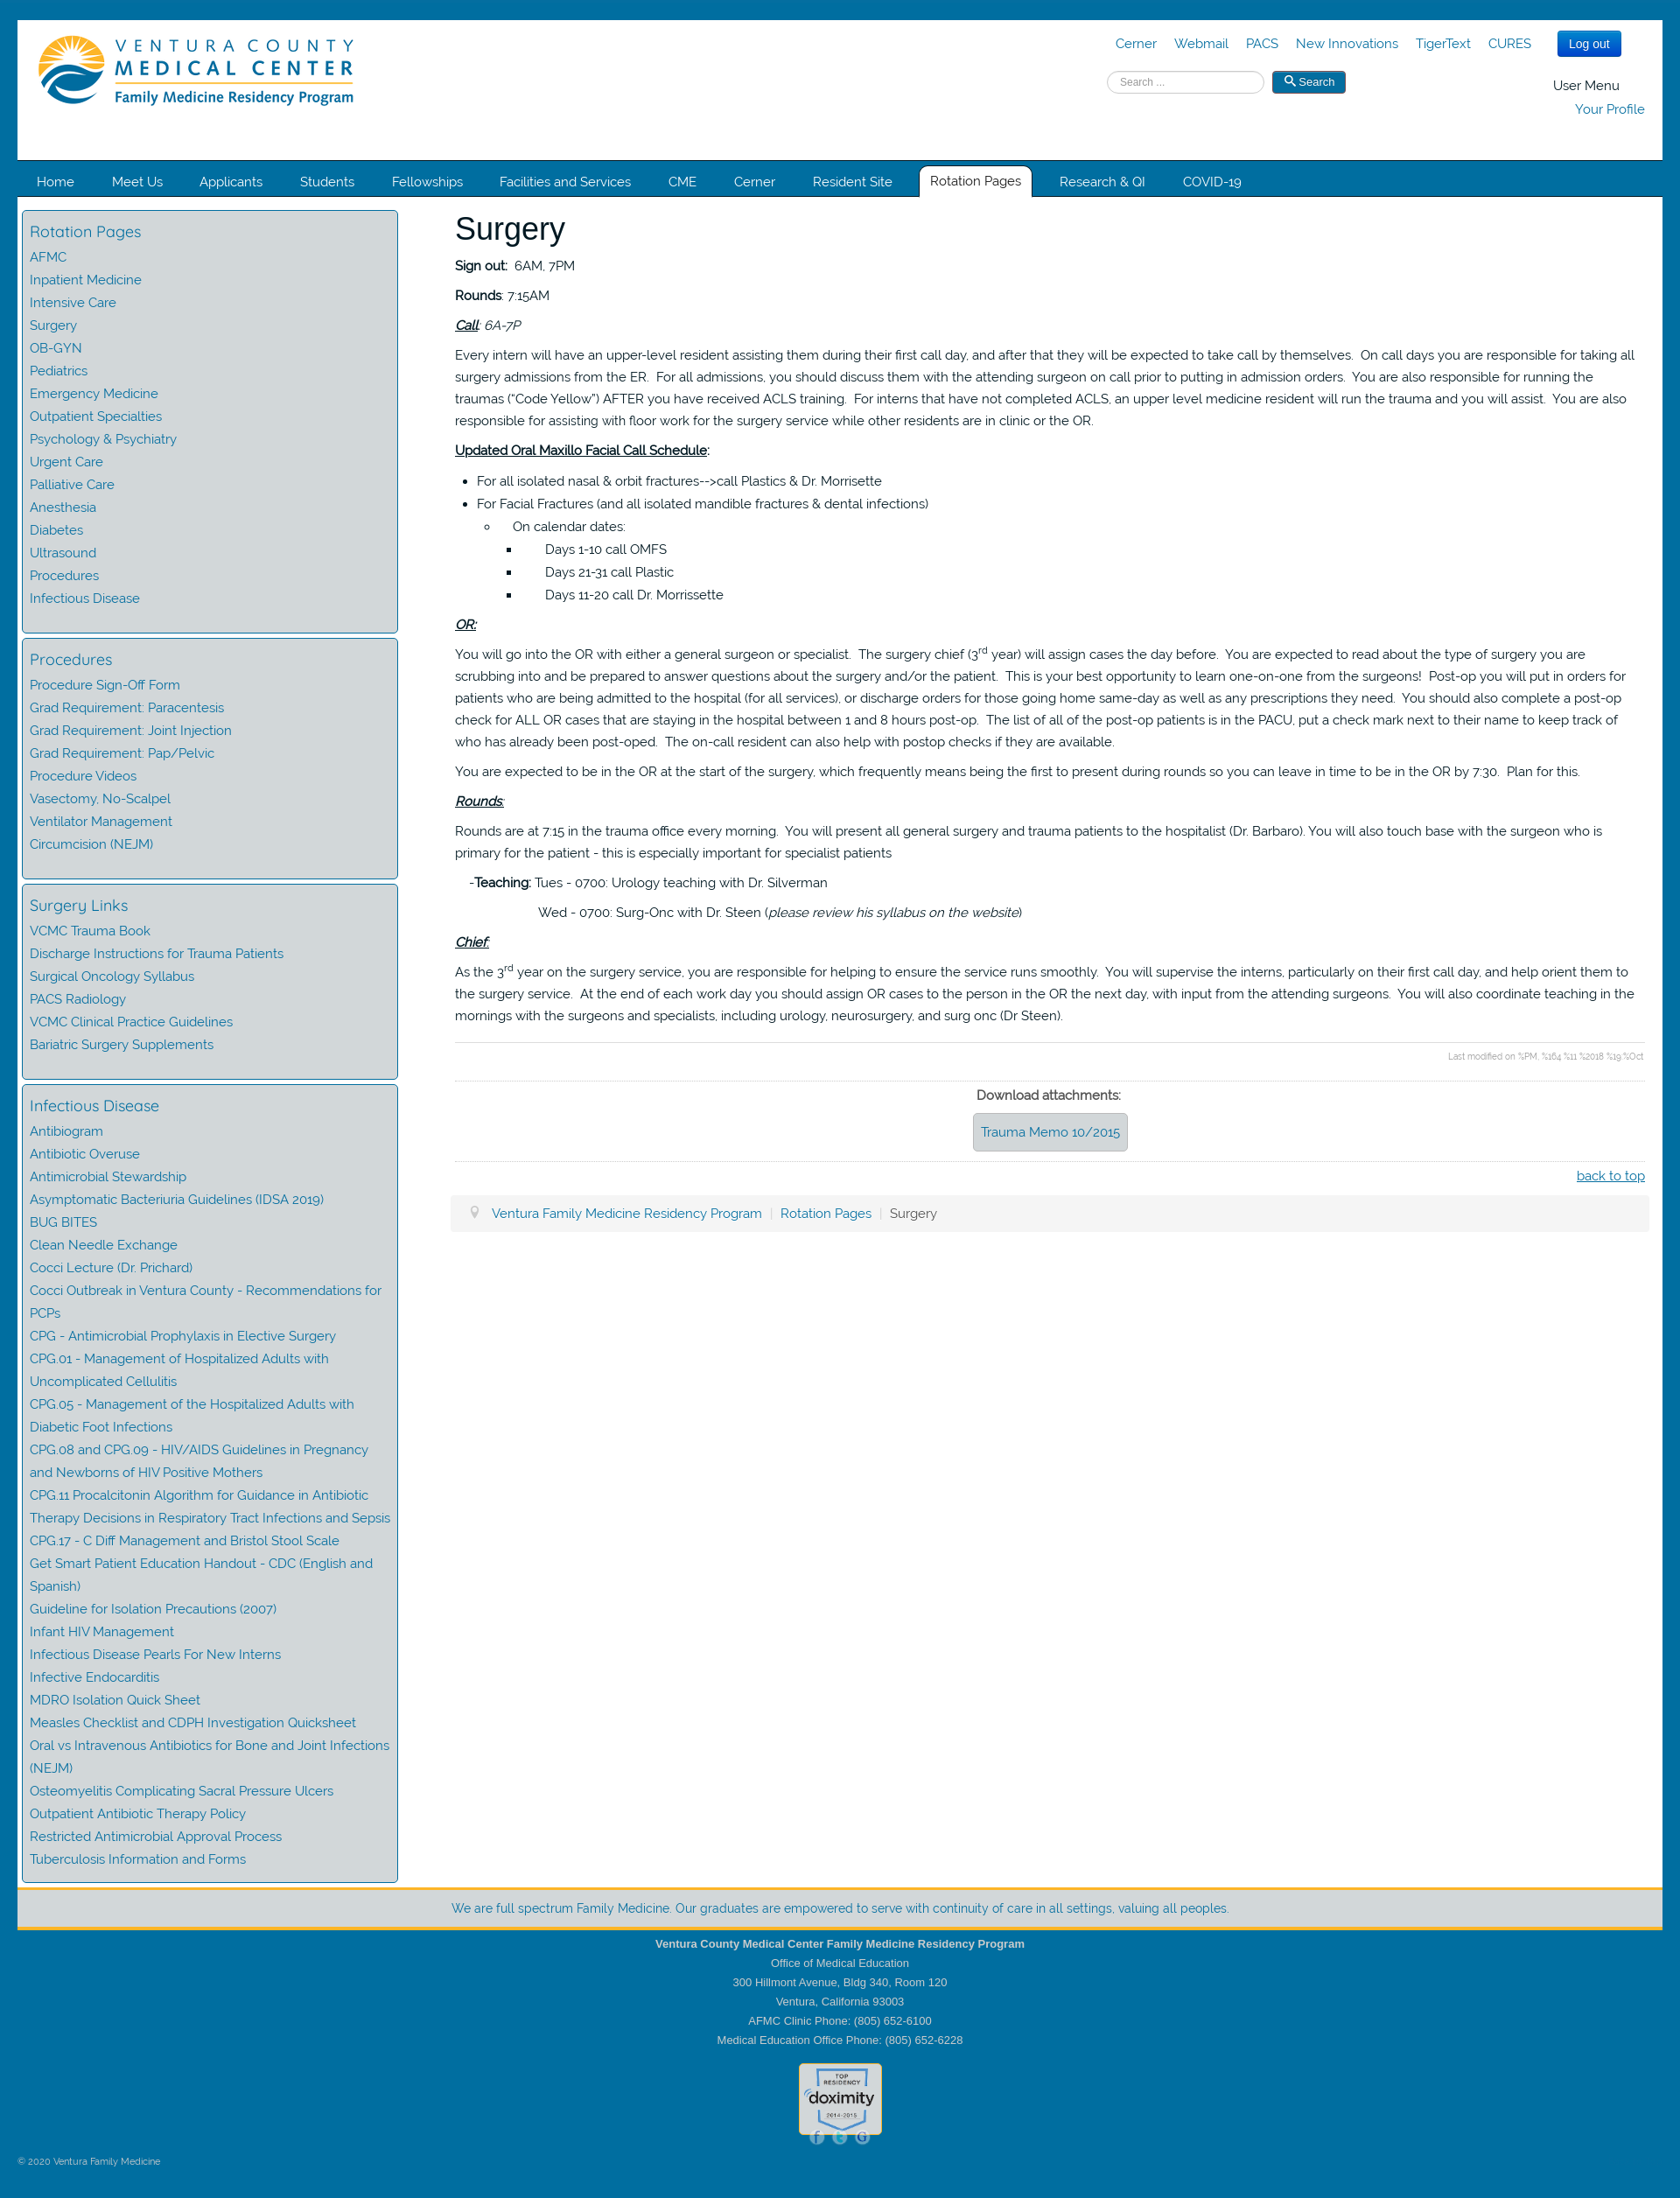 VENTURA COUNTY
MEDICAL CENTER
Family Medicine Residency Program
Cerner Webmail PACS New Innovations TigerText CURES Log out
Search ... Search
User Menu
Your Profile
Home Meet Us Applicants Students Fellowships Facilities and Services CME Cerner Resident Site Rotation Pages Research & QI COVID-19
Rotation Pages
AFMC
Inpatient Medicine
Intensive Care
Surgery
OB-GYN
Pediatrics
Emergency Medicine
Outpatient Specialties
Psychology & Psychiatry
Urgent Care
Palliative Care
Anesthesia
Diabetes
Ultrasound
Procedures
Infectious Disease
Procedures
Procedure Sign-Off Form
Grad Requirement: Paracentesis
Grad Requirement: Joint Injection
Grad Requirement: Pap/Pelvic
Procedure Videos
Vasectomy, No-Scalpel
Ventilator Management
Circumcision (NEJM)
Surgery Links
VCMC Trauma Book
Discharge Instructions for Trauma Patients
Surgical Oncology Syllabus
PACS Radiology
VCMC Clinical Practice Guidelines
Bariatric Surgery Supplements
Infectious Disease
Antibiogram
Antibiotic Overuse
Antimicrobial Stewardship
Asymptomatic Bacteriuria Guidelines (IDSA 2019)
BUG BITES
Clean Needle Exchange
Cocci Lecture (Dr. Prichard)
Cocci Outbreak in Ventura County - Recommendations for
PCPs
CPG - Antimicrobial Prophylaxis in Elective Surgery
CPG.01 - Management of Hospitalized Adults with
Uncomplicated Cellulitis
CPG.05 - Management of the Hospitalized Adults with
Diabetic Foot Infections
CPG.08 and CPG.09 - HIV/AIDS Guidelines in Pregnancy
and Newborns of HIV Positive Mothers
CPG.11 Procalcitonin Algorithm for Guidance in Antibiotic
Therapy Decisions in Respiratory Tract Infections and Sepsis
CPG.17 - C Diff Management and Bristol Stool Scale
Get Smart Patient Education Handout - CDC (English and
Spanish)
Guideline for Isolation Precautions (2007)
Infant HIV Management
Infectious Disease Pearls For New Interns
Infective Endocarditis
MDRO Isolation Quick Sheet
Measles Checklist and CDPH Investigation Quicksheet
Oral vs Intravenous Antibiotics for Bone and Joint Infections
(NEJM)
Osteomyelitis Complicating Sacral Pressure Ulcers
Outpatient Antibiotic Therapy Policy
Restricted Antimicrobial Approval Process
Tuberculosis Information and Forms
Surgery
Sign out: 6AM, 7PM
Rounds: 7:15AM
Call: 6A-7P
Every intern will have an upper-level resident assisting them during their first call day, and after that they will be expected to take call by themselves. On call days you are responsible for taking all
surgery admissions from the ER. For all admissions, you should discuss them with the attending surgeon on call prior to putting in admission orders. You are also responsible for running the
traumas (“Code Yellow”) AFTER you have received ACLS training. For interns that have not completed ACLS, an upper level medicine resident will run the trauma and you will assist. You are also
responsible for assisting with floor work for the surgery service while other residents are in clinic or the OR.
Updated Oral Maxillo Facial Call Schedule:
• For all isolated nasal & orbit fractures-->call Plastics & Dr. Morrisette
• For Facial Fractures (and all isolated mandible fractures & dental infections)
◦ On calendar dates:
▪ Days 1-10 call OMFS
▪ Days 21-31 call Plastic
▪ Days 11-20 call Dr. Morrissette
OR:
You will go into the OR with either a general surgeon or specialist. The surgery chief (3rd year) will assign cases the day before. You are expected to read about the type of surgery you are
scrubbing into and be prepared to answer questions about the surgery and/or the patient. This is your best opportunity to learn one-on-one from the surgeons! Post-op you will put in orders for
patients who are being admitted to the hospital (for all services), or discharge orders for those going home same-day as well as any prescriptions they need. You should also complete a post-op
check for ALL OR cases that are staying in the hospital between 1 and 8 hours post-op. The list of all of the post-op patients is in the PACU, put a check mark next to their name to keep track of
who has already been post-oped. The on-call resident can also help with postop checks if they are available.
You are expected to be in the OR at the start of the surgery, which frequently means being the first to present during rounds so you can leave in time to be in the OR by 7:30. Plan for this.
Rounds:
Rounds are at 7:15 in the trauma office every morning. You will present all general surgery and trauma patients to the hospitalist (Dr. Barbaro). You will also touch base with the surgeon who is
primary for the patient - this is especially important for specialist patients
-Teaching: Tues - 0700: Urology teaching with Dr. Silverman
Wed - 0700: Surg-Onc with Dr. Steen (please review his syllabus on the website)
Chief:
As the 3rd year on the surgery service, you are responsible for helping to ensure the service runs smoothly. You will supervise the interns, particularly on their first call day, and help orient them to
the surgery service. At the end of each work day you should assign OR cases to the person in the OR the next day, with input from the attending surgeons. You will also coordinate teaching in the
mornings with the surgeons and specialists, including urology, neurosurgery, and surg onc (Dr Steen).
Last modified on %PM, %164 %11 %2018 %19:%Oct
Download attachments:
Trauma Memo 10/2015
back to top
Ventura Family Medicine Residency Program | Rotation Pages | Surgery
We are full spectrum Family Medicine. Our graduates are empowered to serve with continuity of care in all settings, valuing all peoples.
Ventura County Medical Center Family Medicine Residency Program
Office of Medical Education
300 Hillmont Avenue, Bldg 340, Room 120
Ventura, California 93003
AFMC Clinic Phone: (805) 652-6100
Medical Education Office Phone: (805) 652-6228
TOP
RESIDENCY
doximity
2014-2015
f t G
© 2020 Ventura Family Medicine